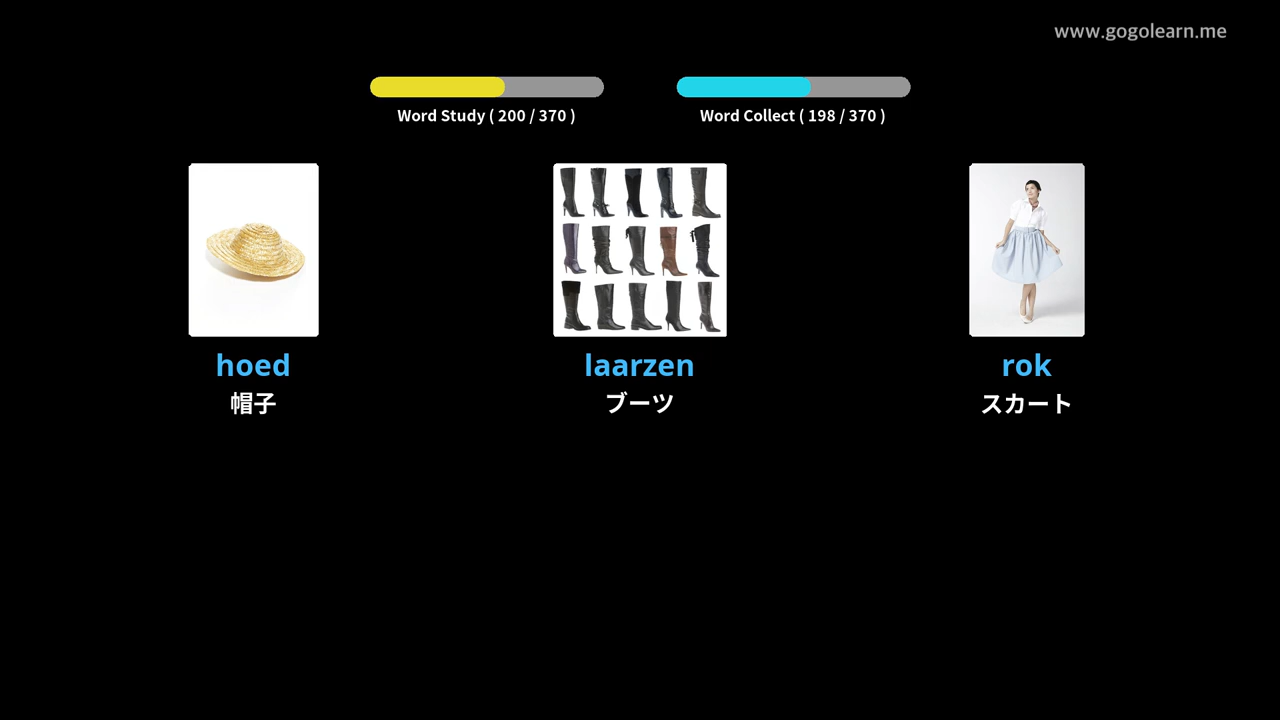 www.gogolearn.me
Word Study ( 200 / 370 )
Word Collect ( 198 / 370 )
hoed
laarzen
rok
帽子
ブーツ
スカート